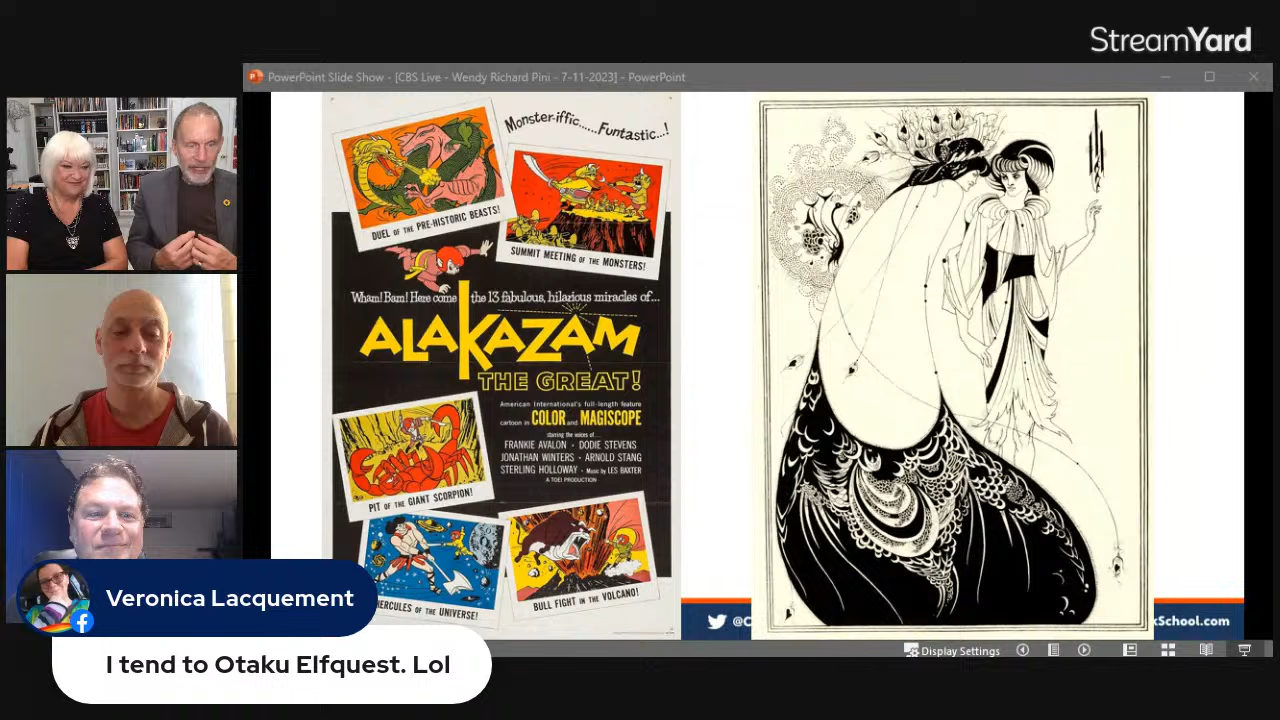 StreamYard
PowerPoint Slide Show - [CBS Live - Wendy Richard Pini - 7-11-2023] - PowerPoint
Monster-iffic......Funtastic...!
DUEL OF THE PRE-HISTORIC BEASTS!
SUMMIT MEETING OF THE MONSTERS!
Wham! Bam! Here come the 13 fabulous, hilarious miracles of...
ALAKAZAM
THE GREAT!
American International's full-length feature
cartoon in COLOR and MAGISCOPE
starring the voices of...
FRANKIE AVALON · DODIE STEVENS
JONATHAN WINTERS · ARNOLD STANG
STERLING HOLLOWAY · Music by LES BAXTER
A TOEI PRODUCTION
PIT OF THE GIANT SCORPION!
HERCULES OF THE UNIVERSE!
BULL FIGHT IN THE VOLCANO!
@C
kSchool.com
Display Settings
Veronica Lacquement
I tend to Otaku Elfquest. Lol